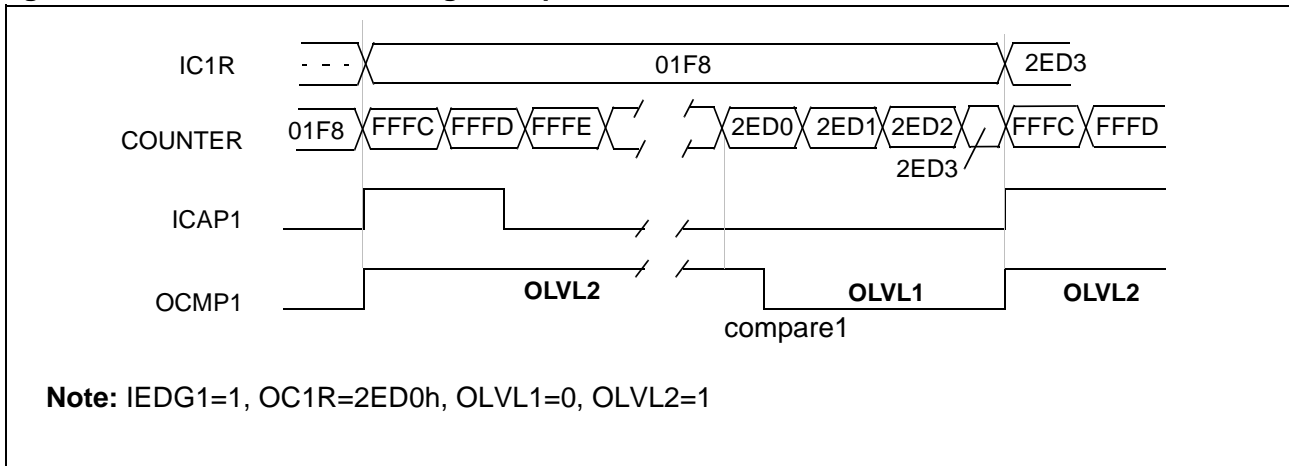 IC1R - - - 01F8 2ED3
COUNTER 01F8 FFFC FFFD FFFE 2ED0 2ED1 2ED2 FFFC FFFD
2ED3
ICAP1
OCMP1 OLVL2 OLVL1 OLVL2
compare1
Note: IEDG1=1, OC1R=2ED0h, OLVL1=0, OLVL2=1